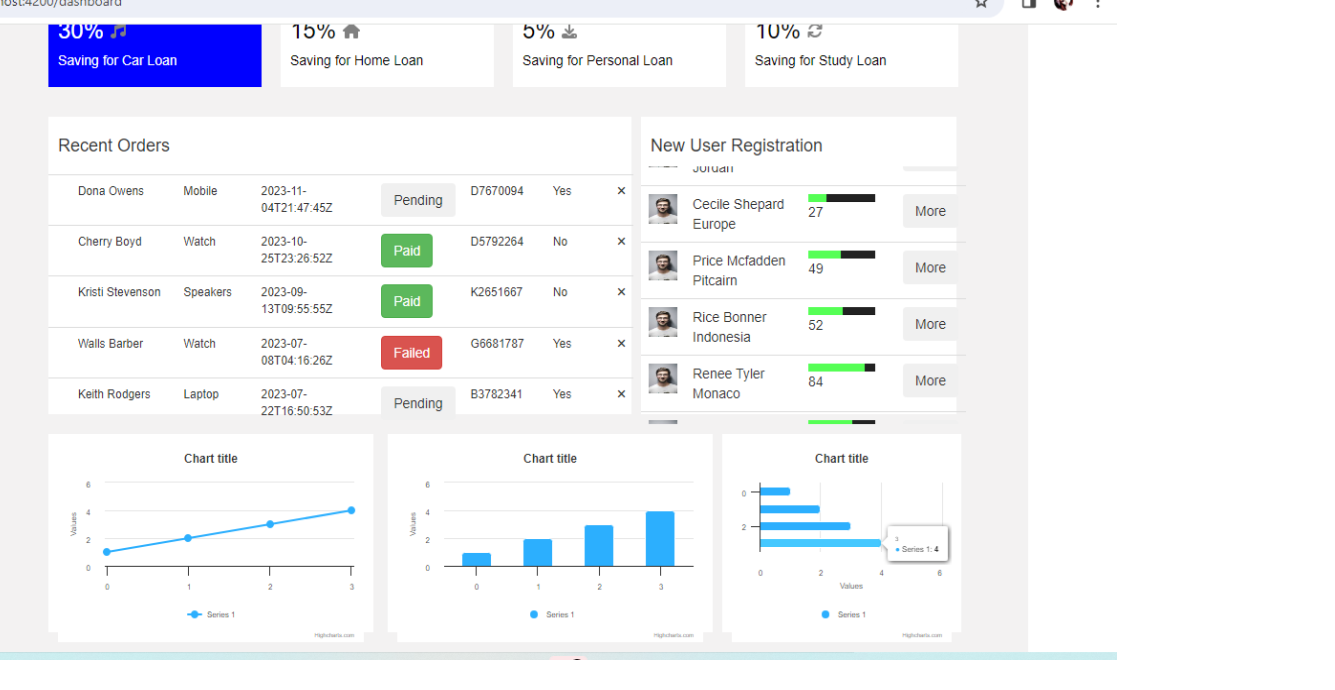 host:4200/dashboard
30%
Saving for Car Loan
15%
Saving for Home Loan
5%
Saving for Personal Loan
10%
Saving for Study Loan
Recent Orders
Dona Owens Mobile 2023-11-04T21:47:45Z Pending D7670094 Yes ×
Cherry Boyd Watch 2023-10-25T23:26:52Z Paid D5792264 No ×
Kristi Stevenson Speakers 2023-09-13T09:55:55Z Paid K2651667 No ×
Walls Barber Watch 2023-07-08T04:16:26Z Failed G6681787 Yes ×
Keith Rodgers Laptop 2023-07-22T16:50:53Z Pending B3782341 Yes ×
New User Registration
Jordan
Cecile Shepard 27 More
Europe
Price Mcfadden 49 More
Pitcairn
Rice Bonner 52 More
Indonesia
Renee Tyler 84 More
Monaco
Chart title
Values
6
4
2
0
0 1 2 3
Series 1
Highcharts.com
Chart title
Values
6
4
2
0
0 1 2 3
Series 1
Highcharts.com
Chart title
0
2
3
Series 1: 4
0 2 4 6
Values
Series 1
Highcharts.com